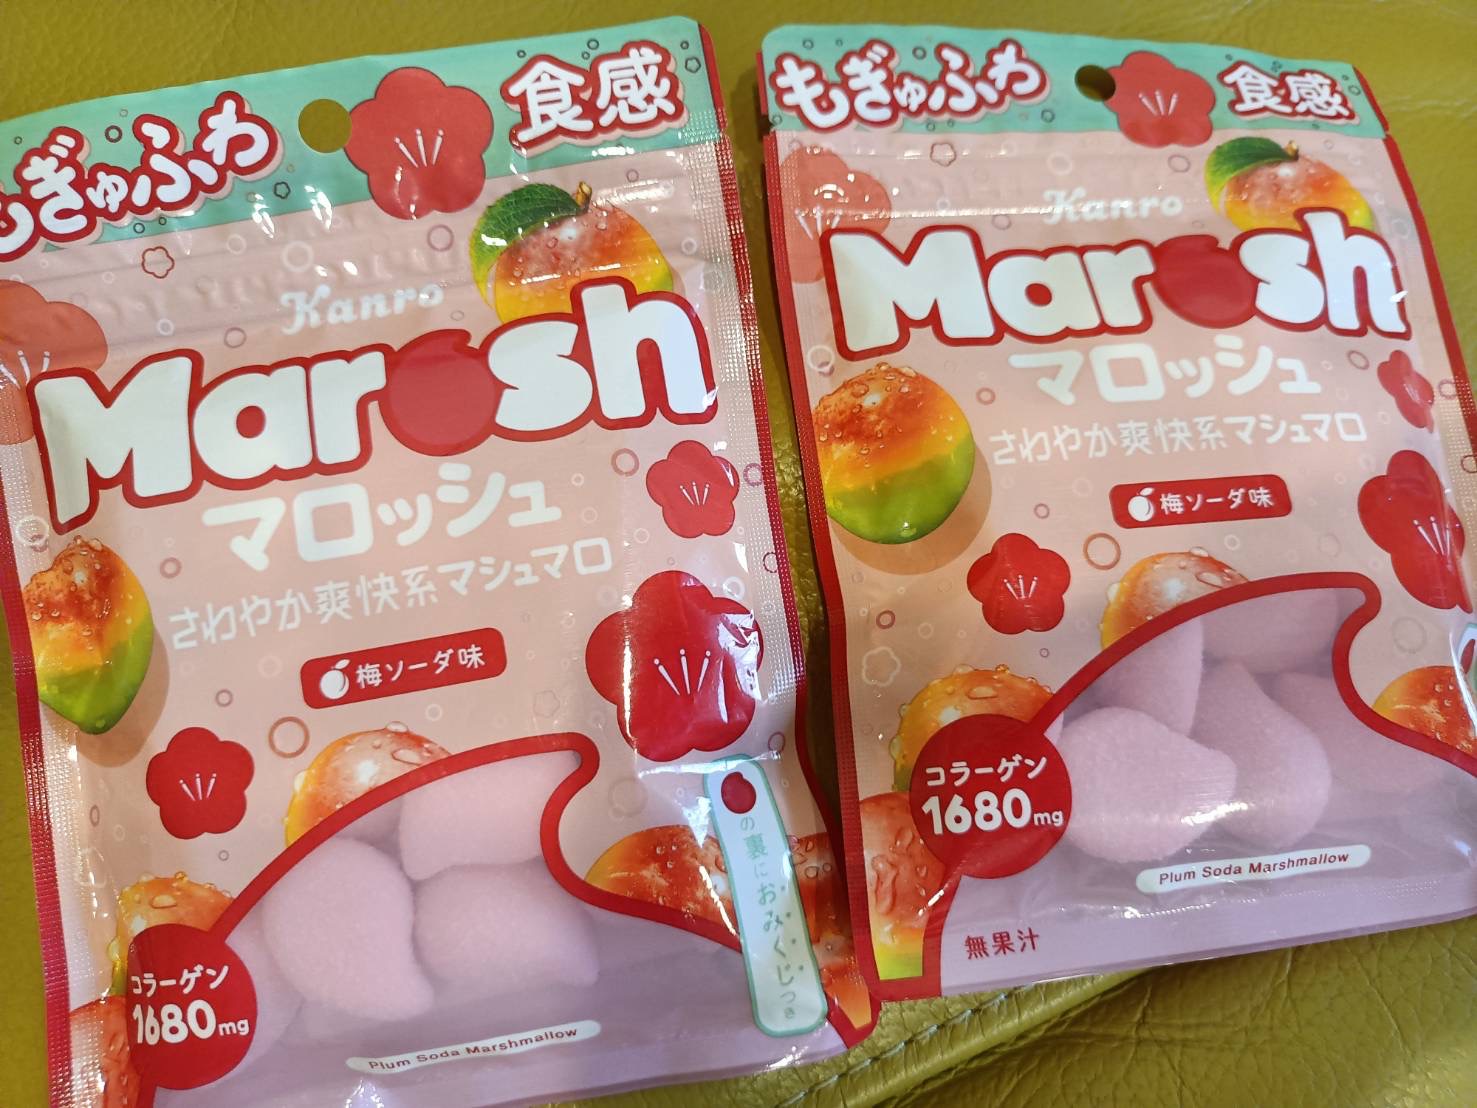 もぎゅふわ
食感
Kanro
Marosh
マロッシュ
さわやか爽快系マシュマロ
梅ソーダ味
コラーゲン
1680mg
の裏におみくじつき
Plum Soda Marshmallow
もぎゅふわ
食感
Kanro
Marosh
マロッシュ
さわやか爽快系マシュマロ
梅ソーダ味
コラーゲン
1680mg
Plum Soda Marshmallow
無果汁